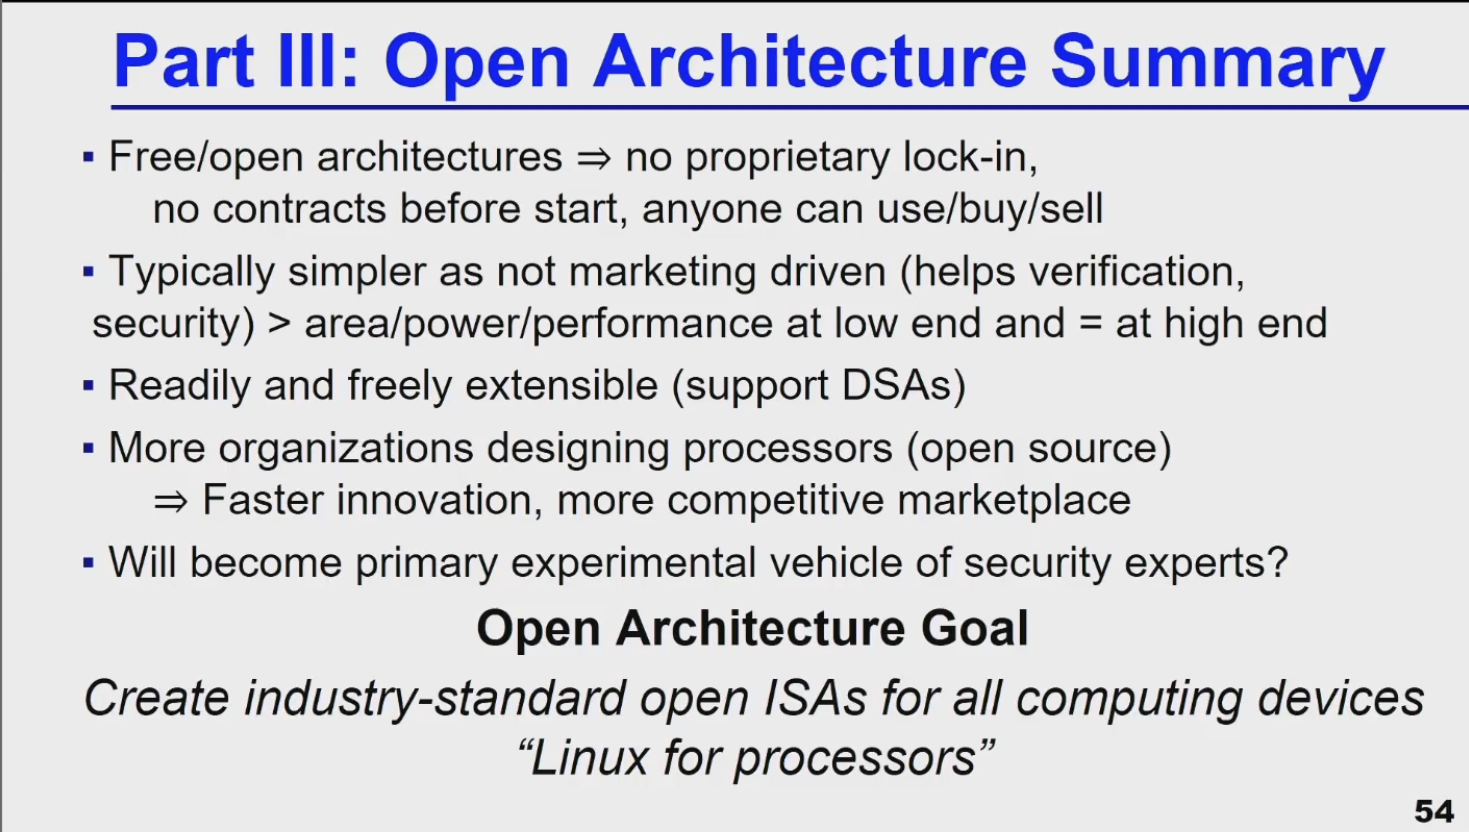 Part III: Open Architecture Summary
▪ Free/open architectures ⇒ no proprietary lock-in,
no contracts before start, anyone can use/buy/sell
▪ Typically simpler as not marketing driven (helps verification,
security) > area/power/performance at low end and = at high end
▪ Readily and freely extensible (support DSAs)
▪ More organizations designing processors (open source)
⇒ Faster innovation, more competitive marketplace
▪ Will become primary experimental vehicle of security experts?
Open Architecture Goal
Create industry-standard open ISAs for all computing devices
“Linux for processors”
54